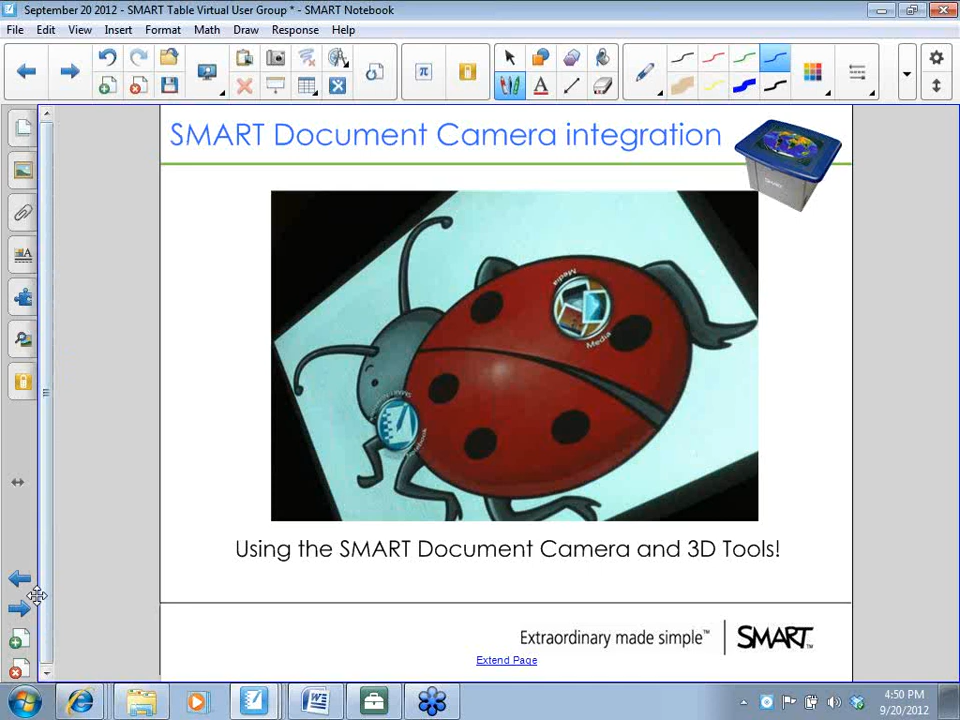 September 20 2012 - SMART Table Virtual User Group * - SMART Notebook
File Edit View Insert Format Math Draw Response Help
SMART Document Camera integration
Media
Media
Using the SMART Document Camera and 3D Tools!
Extraordinary made simple™ SMART™
Extend Page
4:50 PM
9/20/2012